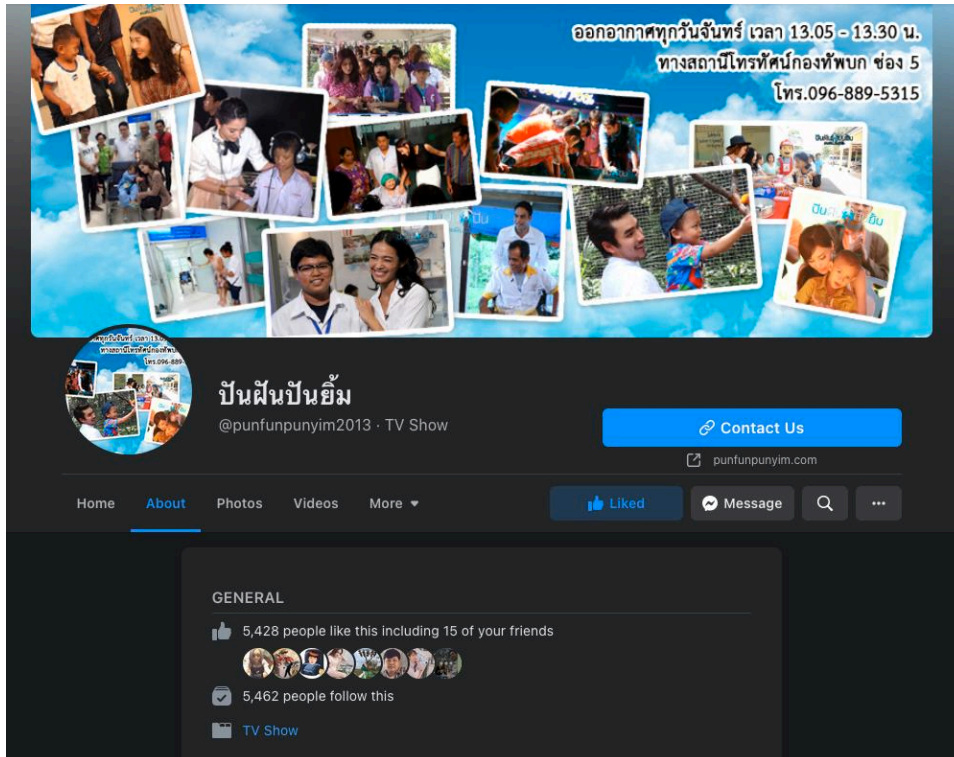 ออกอากาศทุกวันจันทร์ เวลา 13.05 - 13.30 น.
ทางสถานีโทรทัศน์กองทัพบก ช่อง 5
โทร.096-889-5315
ปันฝันปันยิ้ม
@punfunpunyim2013 · TV Show
Contact Us
punfunpunyim.com
Home
About
Photos
Videos
More
Liked
Message
GENERAL
5,428 people like this including 15 of your friends
5,462 people follow this
TV Show